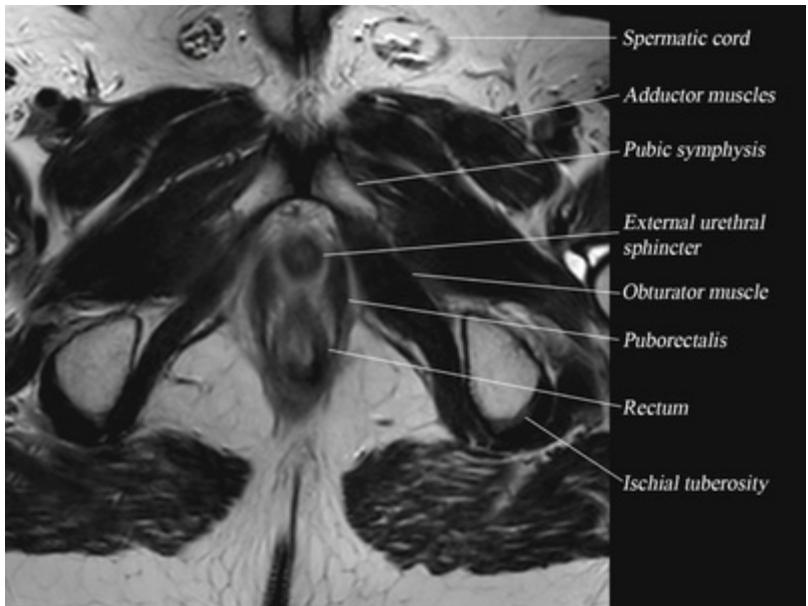 Spermatic cord
Adductor muscles
Pubic symphysis
External urethral
sphincter
Obturator muscle
Puborectalis
Rectum
Ischial tuberosity